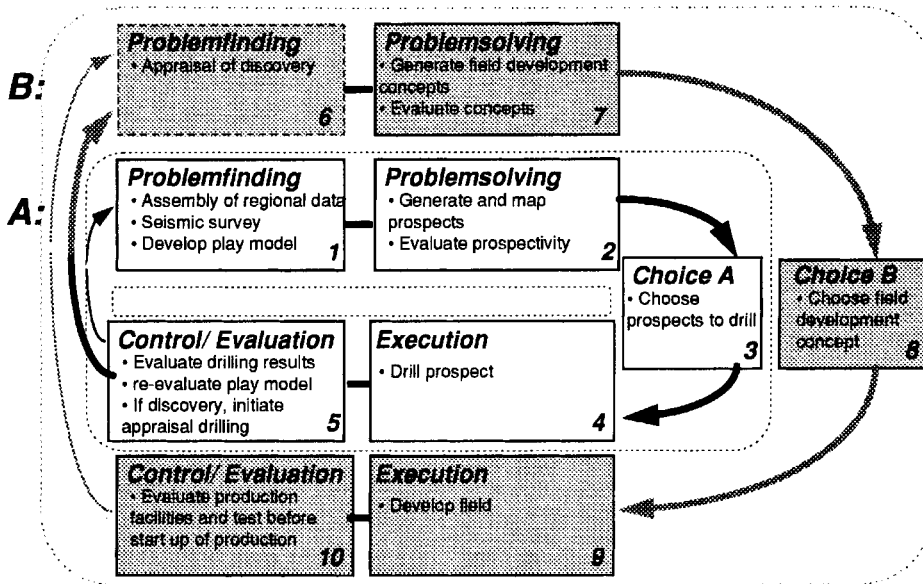 B:
Problemfinding
• Appraisal of discovery
6
Problemsolving
• Generate field development
concepts
• Evaluate concepts
7
A:
Problemfinding
• Assembly of regional data
• Seismic survey
• Develop play model
1
Problemsolving
• Generate and map
prospects
• Evaluate prospectivity
2
Choice A
• Choose
prospects to drill
3
Choice B
• Choose field
development
concept
8
Control/ Evaluation
• Evaluate drilling results
• re-evaluate play model
• If discovery, initiate
appraisal drilling
5
Execution
• Drill prospect
4
Control/ Evaluation
• Evaluate production
facilities and test before
start up of production
10
Execution
• Develop field
9